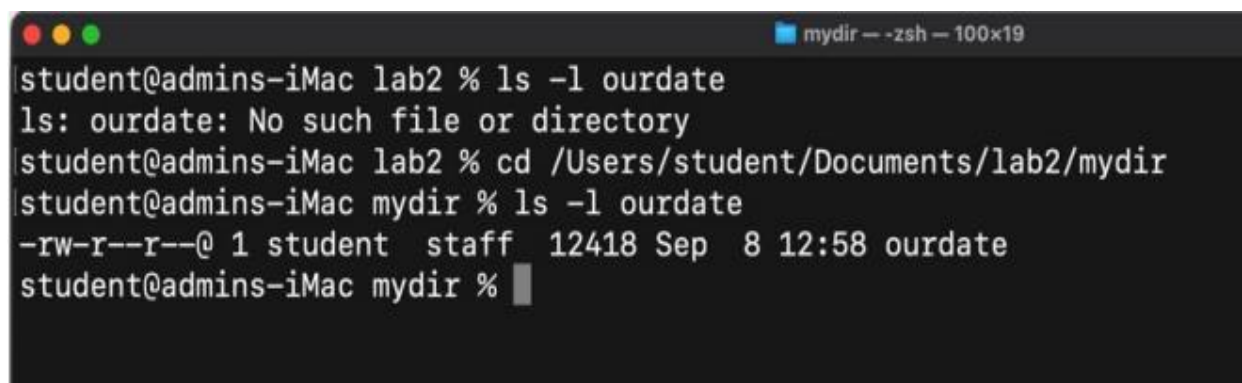 mydir — -zsh — 100×19
student@admins-iMac lab2 % ls -l ourdate
ls: ourdate: No such file or directory
student@admins-iMac lab2 % cd /Users/student/Documents/lab2/mydir
student@admins-iMac mydir % ls -l ourdate
-rw-r--r--@ 1 student  staff  12418 Sep  8 12:58 ourdate
student@admins-iMac mydir %